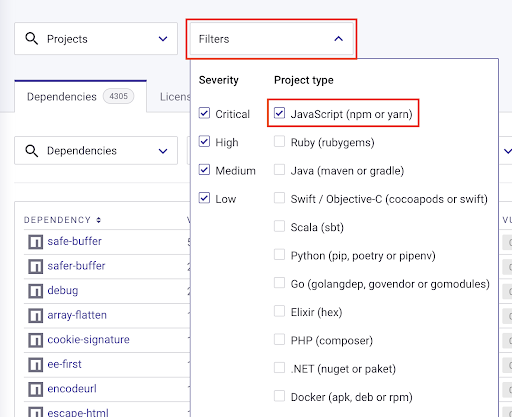 Projects
Filters
Severity
Project type
Dependencies 4305
Licens
Critical
JavaScript (npm or yarn)
High
Ruby (rubygems)
Dependencies
Medium
Java (maven or gradle)
Low
Swift / Objective-C (cocoapods or swift)
DEPENDENCY
V
VU
Scala (sbt)
safe-buffer
Python (pip, poetry or pipenv)
safer-buffer
Go (golangdep, govendor or gomodules)
debug
Elixir (hex)
array-flatten
cookie-signature
PHP (composer)
ee-first
.NET (nuget or paket)
encodeurl
Docker (apk, deb or rpm)
escape-html